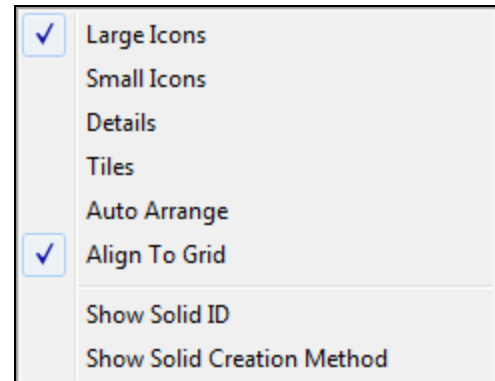 Large Icons
Small Icons
Details
Tiles
Auto Arrange
Align To Grid
Show Solid ID
Show Solid Creation Method